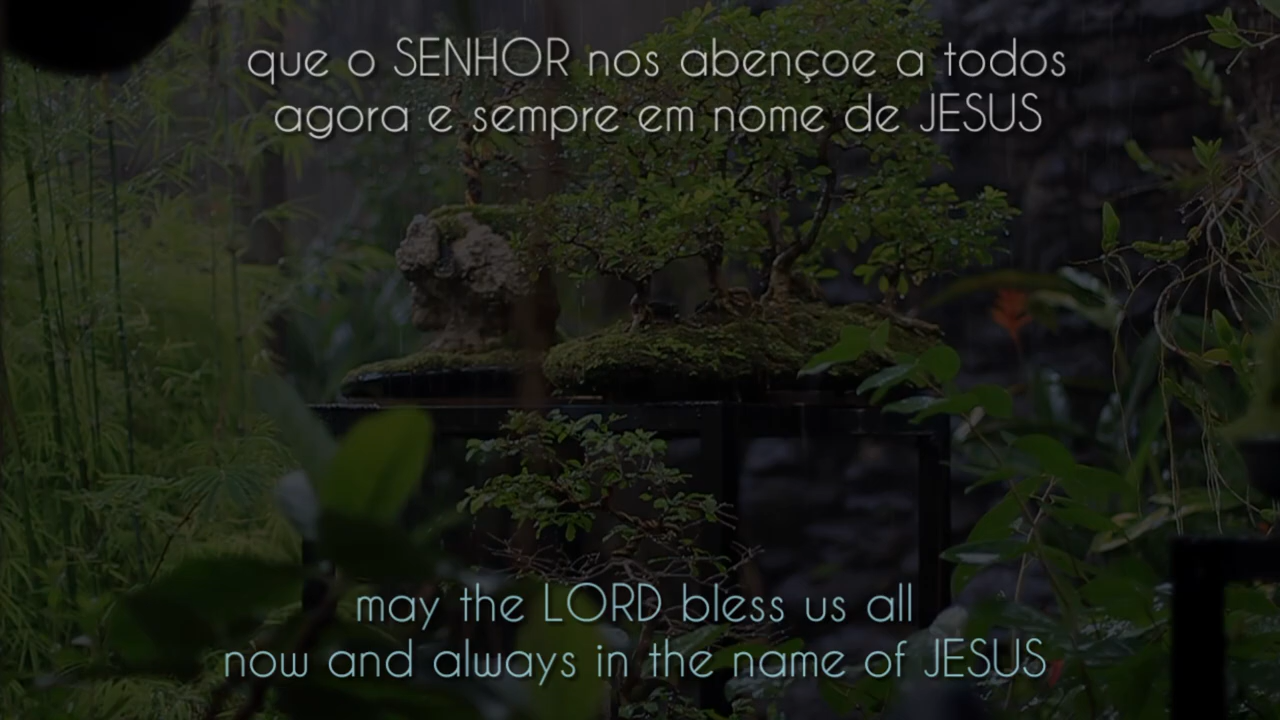 que o SENHOR nos abençoe a todos
agora e sempre em nome de JESUS
may the LORD bless us all
now and always in the name of JESUS